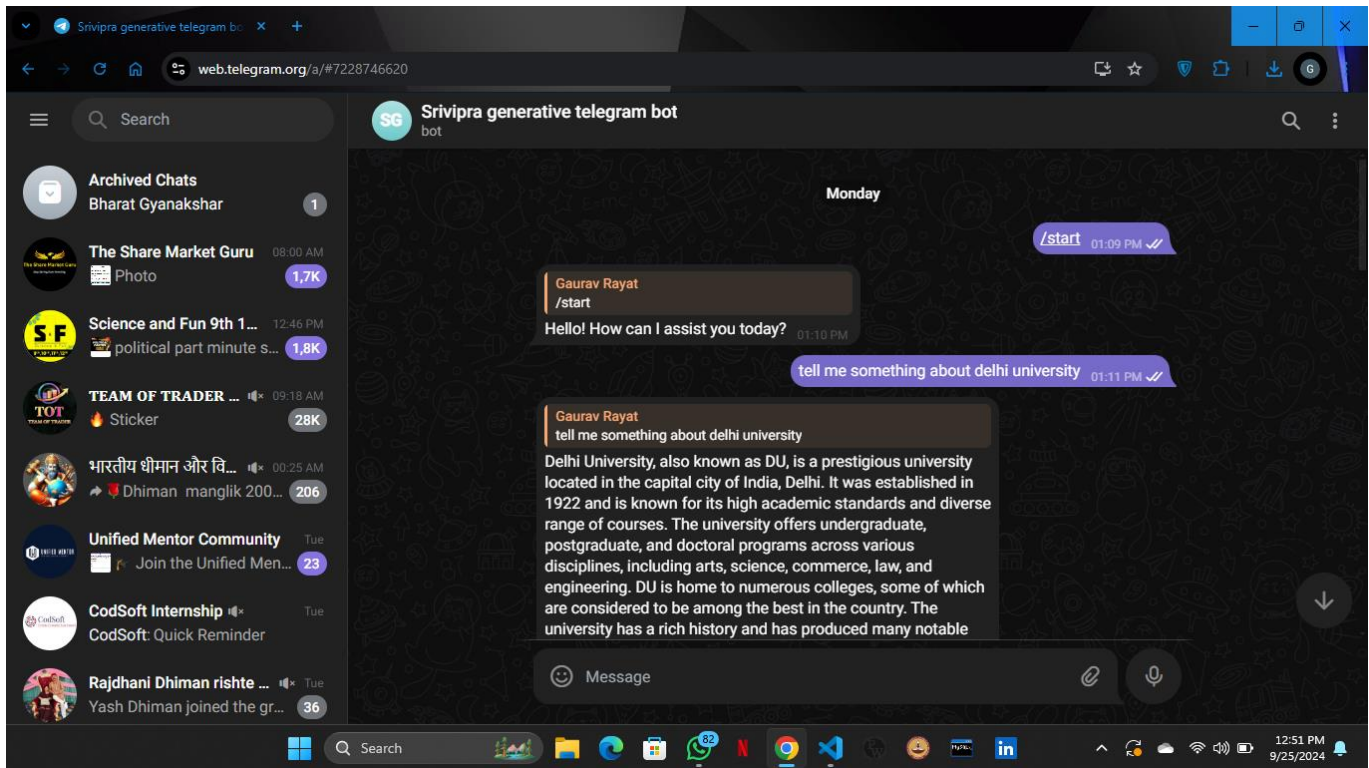 Srivipra generative telegram bo
web.telegram.org/a/#7228746620
G
Search
Archived Chats
Bharat Gyanakshar
1
The Share Market Guru 08:00 AM
Photo
1,7K
S F
Science and Fun 9th 1... 12:46 PM
political part minute s...
1,8K
TOT
TEAM OF TRADER
TEAM OF TRADER ... 09:18 AM
Sticker
28K
भारतीय धीमान और वि... 00:25 AM
Dhiman manglik 200...
206
UNIFIED MENTOR
Unified Mentor Community Tue
Join the Unified Men...
23
CodSoft
CodSoft Internship Tue
CodSoft: Quick Reminder
Rajdhani Dhiman rishte ... Tue
Yash Dhiman joined the gr...
36
SG
Srivipra generative telegram bot
bot
Monday
/start 01:09 PM
Gaurav Rayat
/start
Hello! How can I assist you today? 01:10 PM
tell me something about delhi university 01:11 PM
Gaurav Rayat
tell me something about delhi university
Delhi University, also known as DU, is a prestigious university
located in the capital city of India, Delhi. It was established in
1922 and is known for its high academic standards and diverse
range of courses. The university offers undergraduate,
postgraduate, and doctoral programs across various
disciplines, including arts, science, commerce, law, and
engineering. DU is home to numerous colleges, some of which
are considered to be among the best in the country. The
university has a rich history and has produced many notable
Message
Search
82
N
in
12:51 PM
9/25/2024